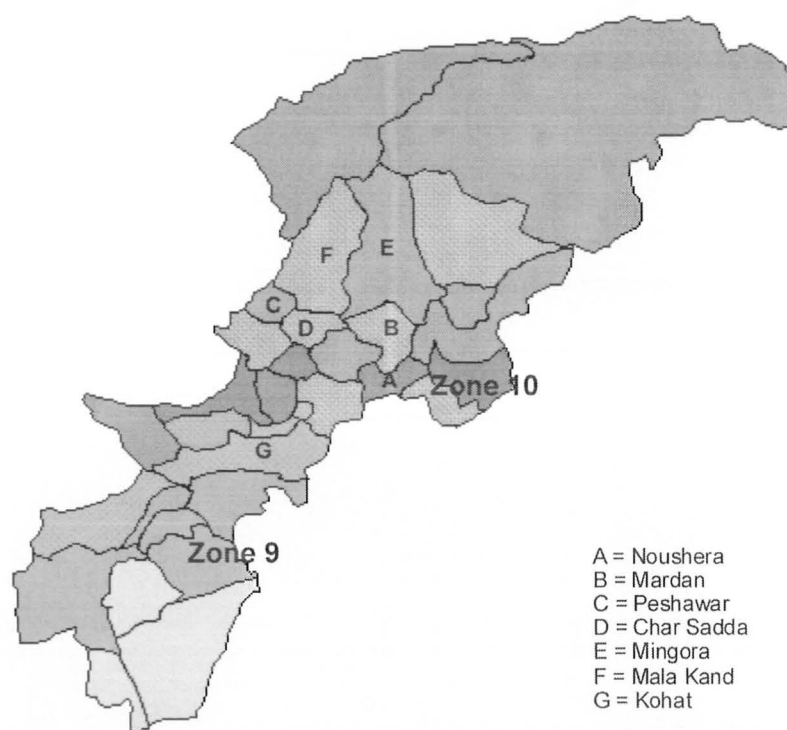 F
E
C
D
B
A
Zone 10
G
Zone 9
A = Noushera
B = Mardan
C = Peshawar
D = Char Sadda
E = Mingora
F = Mala Kand
G = Kohat